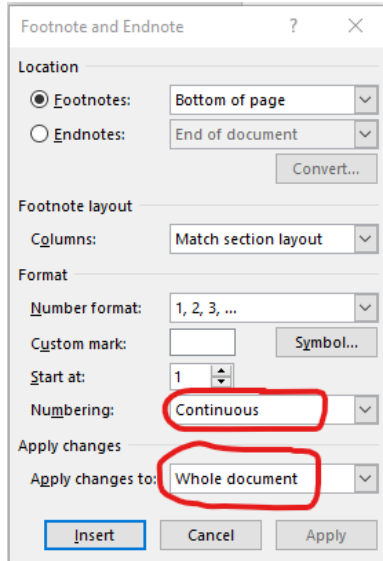 Footnote and Endnote ? ×
Location
Footnotes: Bottom of page
Endnotes: End of document
Convert...
Footnote layout
Columns: Match section layout
Format
Number format: 1, 2, 3, ...
Custom mark: Symbol...
Start at: 1
Numbering: Continuous
Apply changes
Apply changes to: Whole document
Insert Cancel Apply